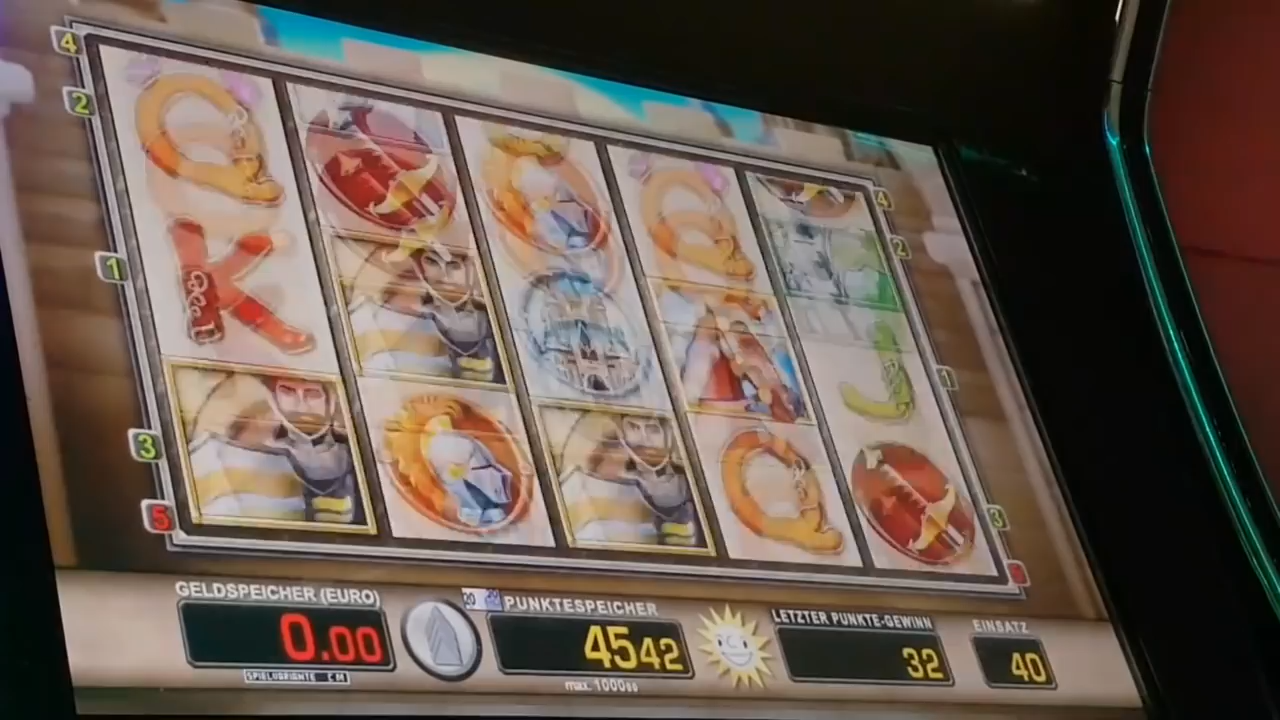 4
2
1
3
5
4
2
1
3
Q
K
Q
Q
J
GELDSPEICHER (EURO)
0.00
SPIELVARIANTE C M
PUNKTESPEICHER
4542
max. 1000
LETZTER PUNKTE-GEWINN
32
EINSATZ
40